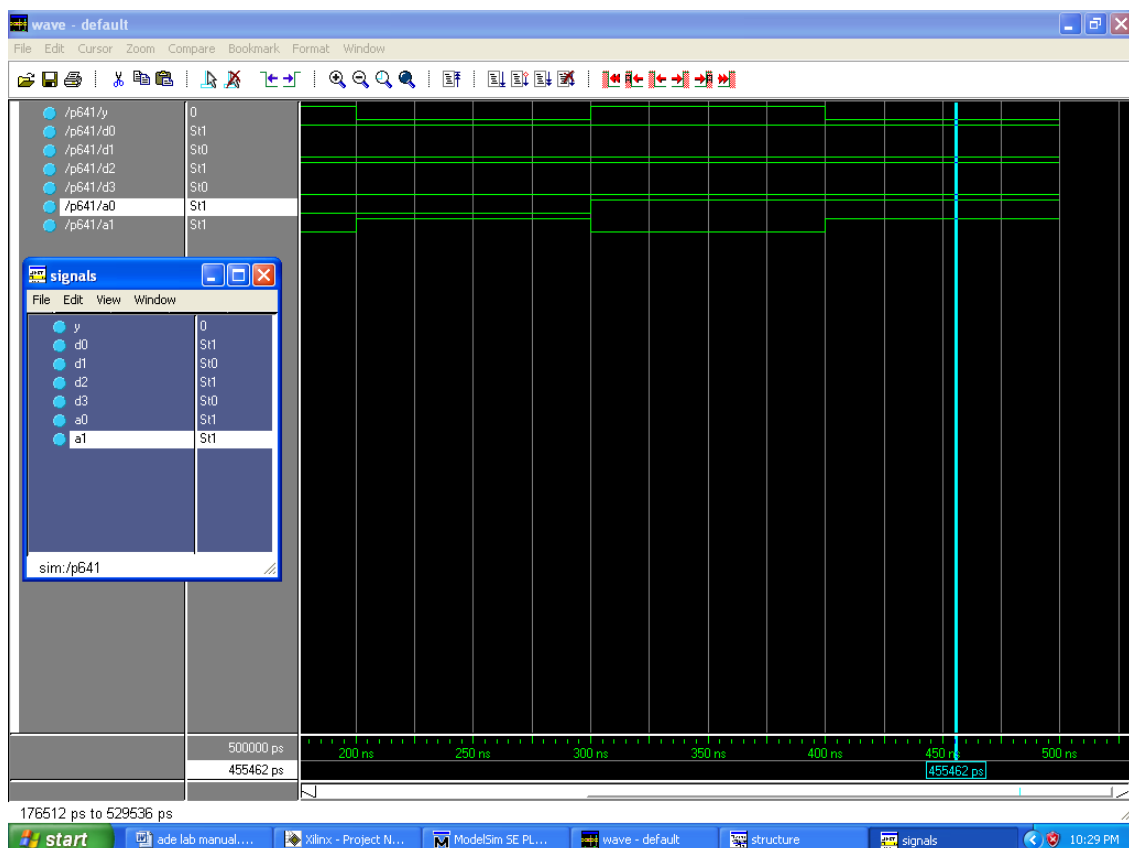 wave - default
File Edit Cursor Zoom Compare Bookmark Format Window
/p641/y 0
/p641/d0 St1
/p641/d1 St0
/p641/d2 St1
/p641/d3 St0
/p641/a0 St1
/p641/a1 St1
signals
File Edit View Window
y 0
d0 St1
d1 St0
d2 St1
d3 St0
a0 St1
a1 St1
sim:/p641
500000 ps
200 ns 250 ns 300 ns 350 ns 400 ns 450 ns 500 ns
455462 ps 455462 ps
176512 ps to 529536 ps
start ade lab manual.... Xilinx - Project N... ModelSim SE PL... wave - default structure signals 10:29 PM